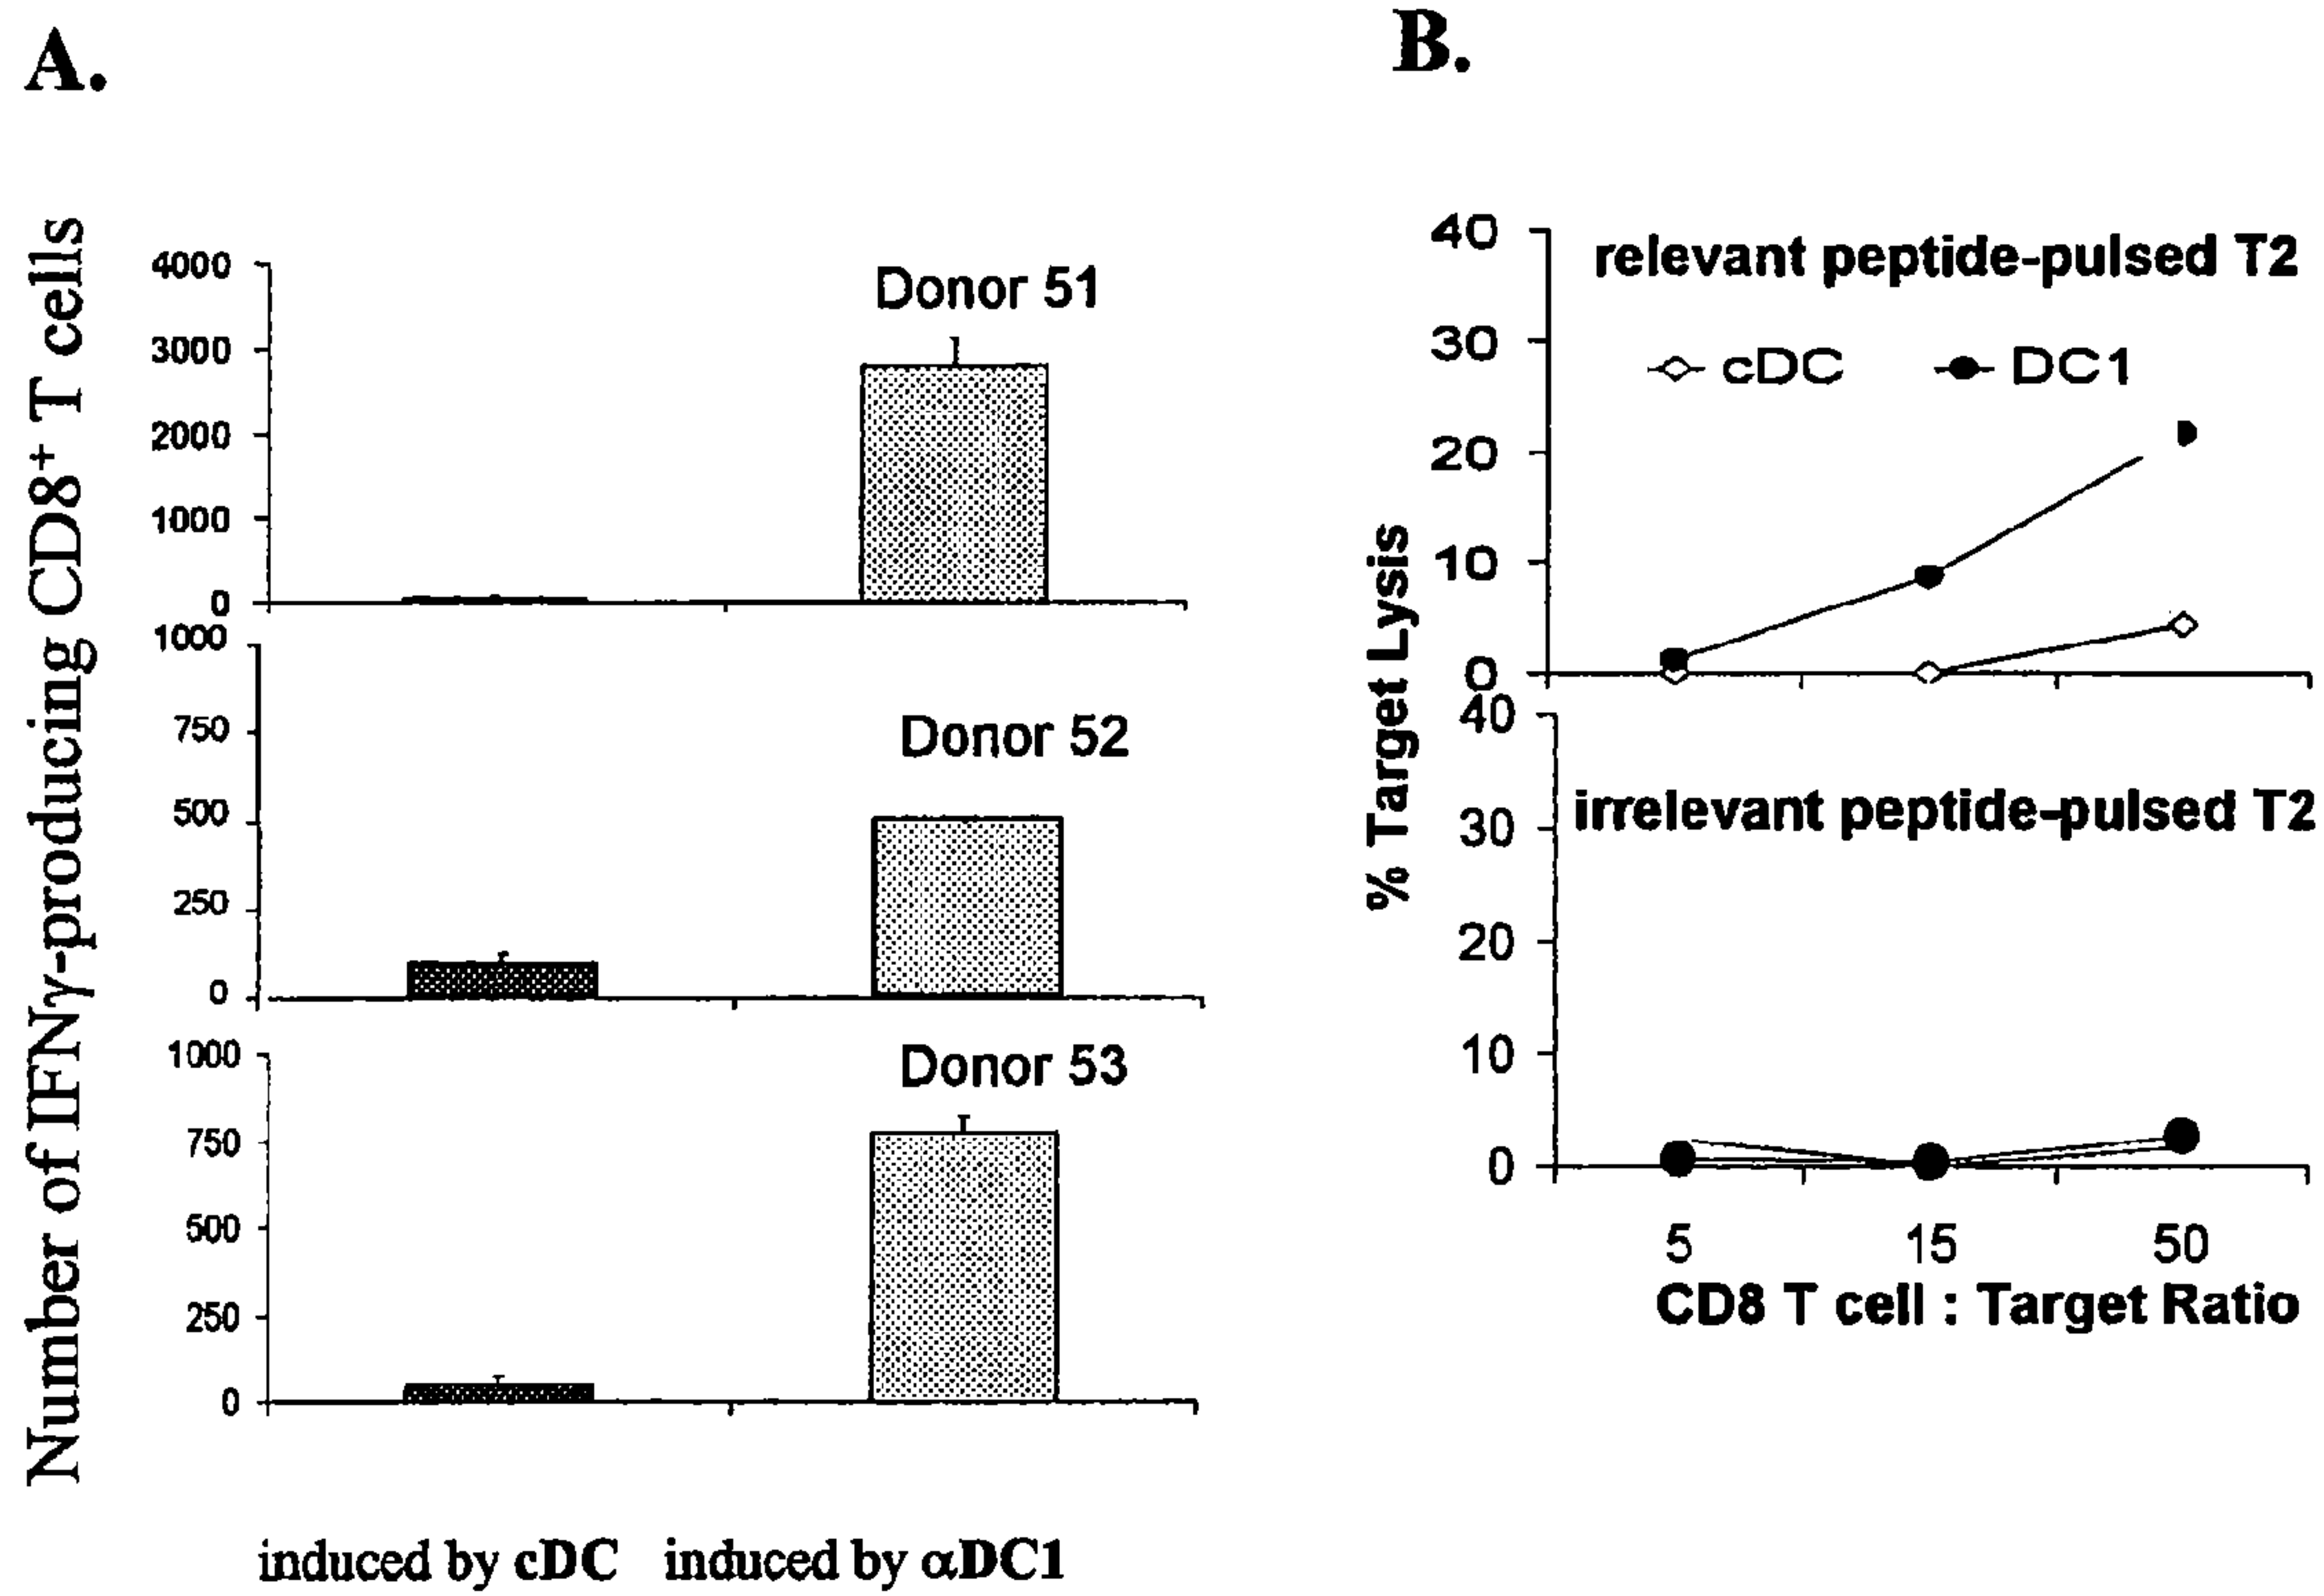 A.
Number of IFNγ-producing CD8⁺ T cells
4000
3000
2000
1000
0
Donor 51
1000
750
500
250
0
Donor 52
1000
750
500
250
0
Donor 53
induced by cDC induced by αDC1
B.
% Target Lysis
40
30
20
10
0
relevant peptide-pulsed T2
cDC DC1
40
30
20
10
0
irrelevant peptide-pulsed T2
5 15 50
CD8 T cell : Target Ratio